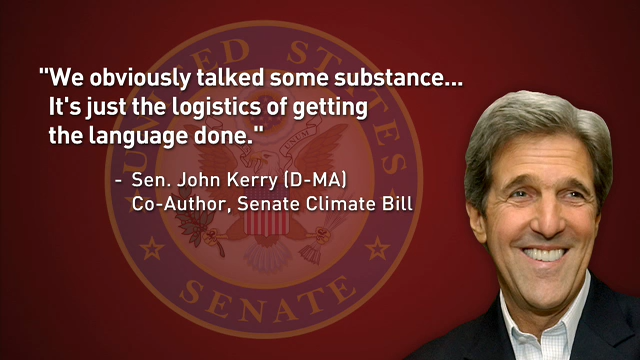 "We obviously talked some substance...
It's just the logistics of getting
the language done."
- Sen. John Kerry (D-MA)
Co-Author, Senate Climate Bill
UNITED STATES
SENATE